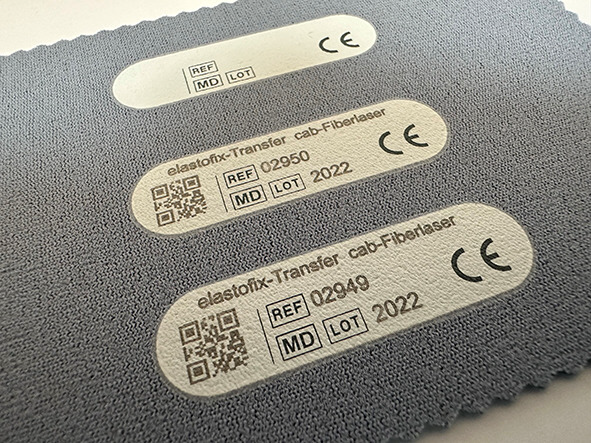 CE
REF
MD LOT
elastofix-Transfer cab-Fiberlaser
CE
REF 02950
MD LOT 2022
elastofix-Transfer cab-Fiberlaser
CE
REF 02949
MD LOT 2022